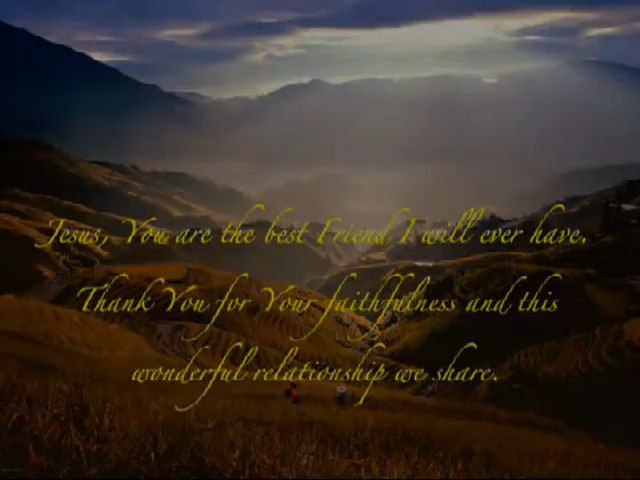 Jesus, You are the best Friend I will ever have.
Thank You for Your faithfulness and this
wonderful relationship we share.